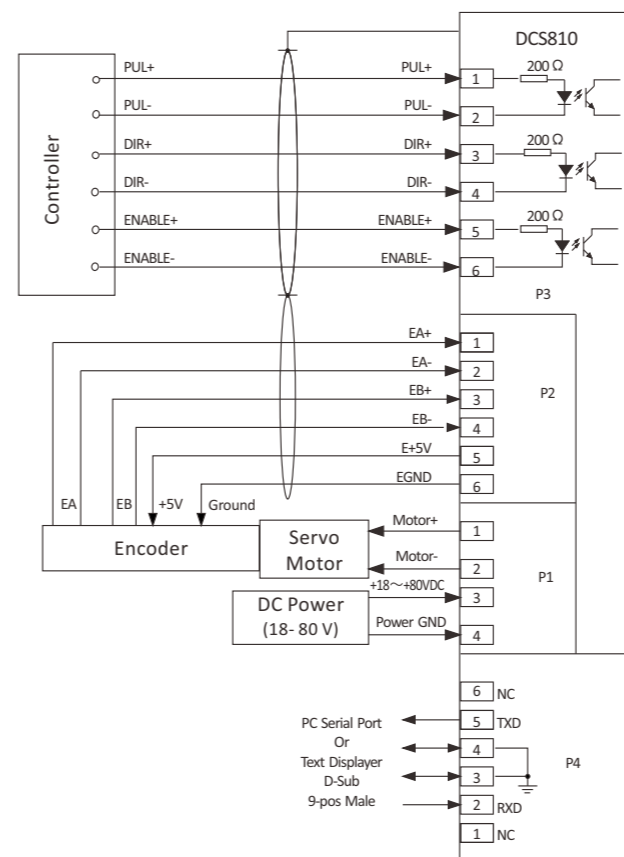 DCS810
Controller
PUL+ PUL+ 1 200 Ω
PUL- PUL- 2
DIR+ DIR+ 3 200 Ω
DIR- DIR- 4
ENABLE+ ENABLE+ 5 200 Ω
ENABLE- ENABLE- 6
P3
EA+ 1
EA- 2
EB+ 3
EB- 4
E+5V 5
EGND 6
P2
EA EB +5V Ground
Encoder
Servo
Motor
Motor+ 1
Motor- 2
+18～+80VDC 3
Power GND 4
P1
DC Power
(18- 80 V)
6 NC
5 TXD
4
3
2 RXD
1 NC
P4
PC Serial Port
Or
Text Displayer
D-Sub
9-pos Male